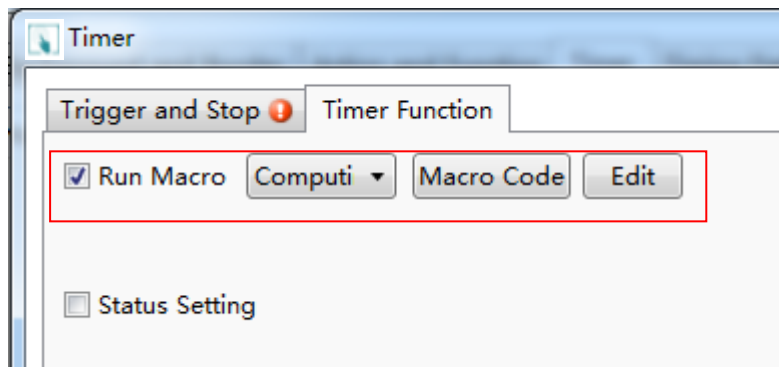 Timer
Trigger and Stop Timer Function
Run Macro Computi Macro Code Edit
Status Setting